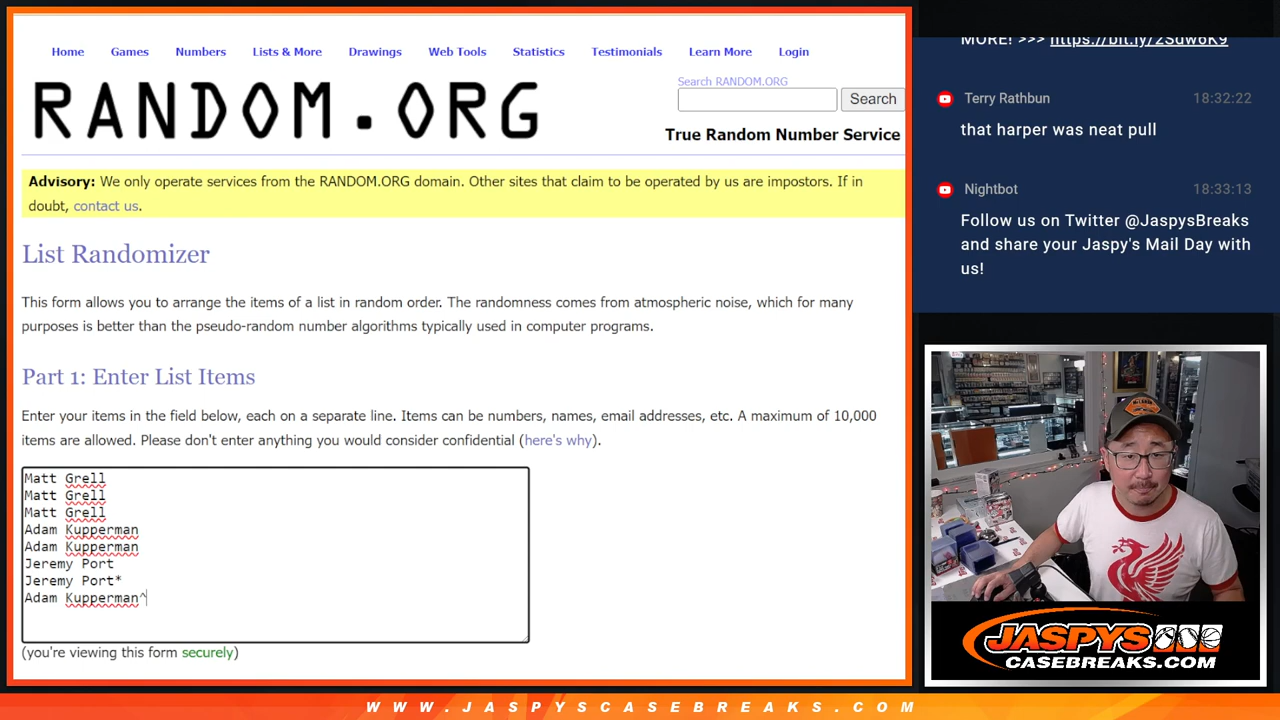 Home Games Numbers Lists & More Drawings Web Tools Statistics Testimonials Learn More Login
RANDOM.ORG
Search RANDOM.ORG
Search
True Random Number Service
Advisory: We only operate services from the RANDOM.ORG domain. Other sites that claim to be operated by us are impostors. If in
doubt, contact us.
List Randomizer
This form allows you to arrange the items of a list in random order. The randomness comes from atmospheric noise, which for many
purposes is better than the pseudo-random number algorithms typically used in computer programs.
Part 1: Enter List Items
Enter your items in the field below, each on a separate line. Items can be numbers, names, email addresses, etc. A maximum of 10,000
items are allowed. Please don't enter anything you would consider confidential (here's why).
Matt Grell
Matt Grell
Matt Grell
Adam Kupperman
Adam Kupperman
Jeremy Port
Jeremy Port*
Adam Kupperman^
(you're viewing this form securely)
MORE! >>> https://bit.ly/2Sdw6K9
Terry Rathbun 18:32:22
that harper was neat pull
Nightbot 18:33:13
Follow us on Twitter @JaspysBreaks
and share your Jaspy's Mail Day with
us!
JASPYS
CASEBREAKS.COM
WWW.JASPYSCASEBREAKS.COM